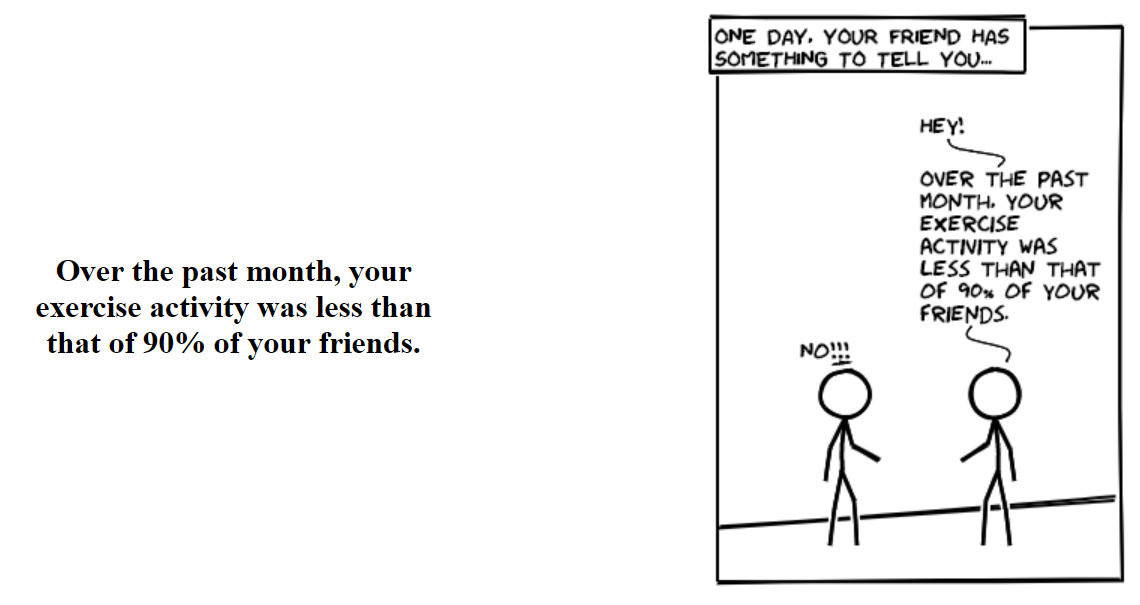 Over the past month, your
exercise activity was less than
that of 90% of your friends.
ONE DAY, YOUR FRIEND HAS
SOMETHING TO TELL YOU...
HEY!
OVER THE PAST
MONTH, YOUR
EXERCISE
ACTIVITY WAS
LESS THAN THAT
OF 90% OF YOUR
FRIENDS.
NO!!!